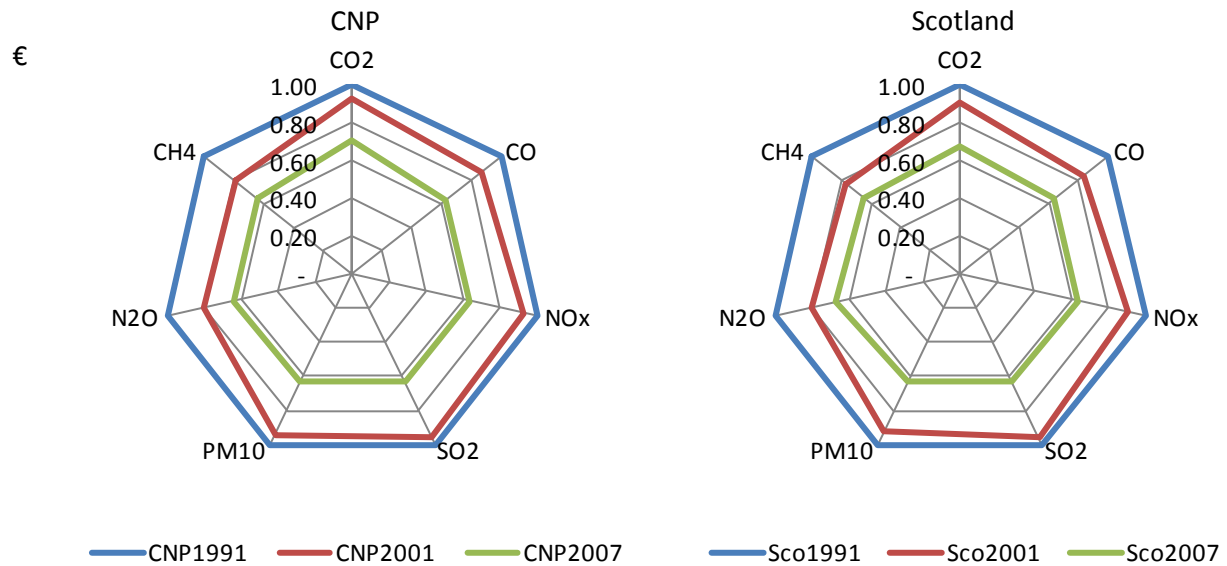 €
CNP
CO2
1.00
0.80
0.60
0.40
0.20
-
CO
NOx
SO2
PM10
N2O
CH4
CNP1991 CNP2001 CNP2007
Scotland
CO2
1.00
0.80
0.60
0.40
0.20
-
CO
NOx
SO2
PM10
N2O
CH4
Sco1991 Sco2001 Sco2007